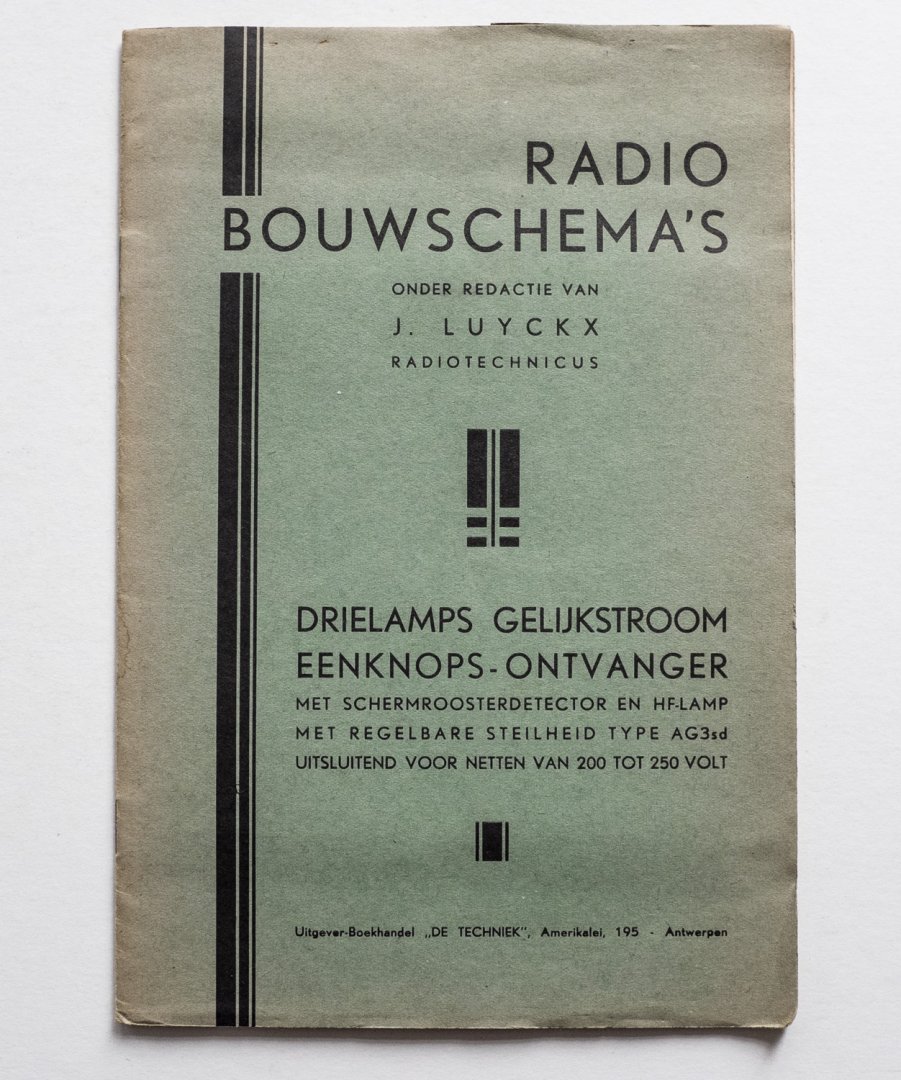 RADIO
BOUWSCHEMA'S
ONDER REDACTIE VAN
J. LUYCKX
RADIOTECHNICUS
DRIELAMPS GELIJKSTROOM
EENKNOPS-ONTVANGER
MET SCHERMROOSTERDETECTOR EN HF-LAMP
MET REGELBARE STEILHEID TYPE AG3sd
UITSLUITEND VOOR NETTEN VAN 200 TOT 250 VOLT
Uitgever-Boekhandel „DE TECHNIEK", Amerikalei, 195 - Antwerpen